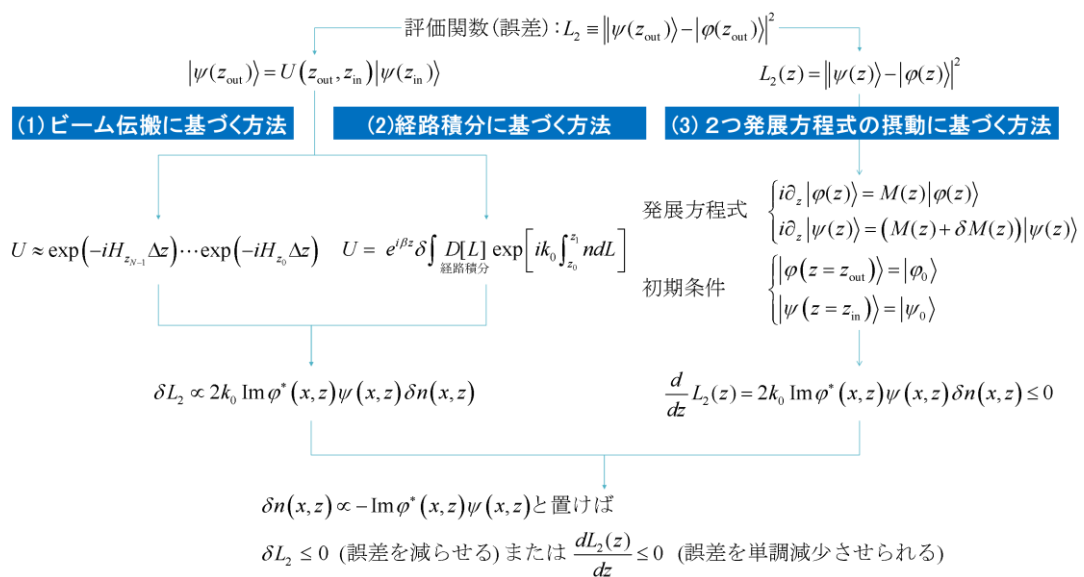 評価関数(誤差)：L₂ ≡ ‖|ψ(z_out)⟩−|φ(z_out)⟩|²
|ψ(z_out)⟩ = U(z_out, z_in)|ψ(z_in)⟩
L₂(z) = ‖|ψ(z)⟩−|φ(z)⟩|²
(1) ビーム伝搬に基づく方法
(2)経路積分に基づく方法
(3) ２つ発展方程式の摂動に基づく方法
発展方程式
i∂_z|φ(z)⟩ = M(z)|φ(z)⟩
i∂_z|ψ(z)⟩ = (M(z)+δM(z))|ψ(z)⟩
U ≈ exp(−iH_{z_{N-1}}Δz)⋯exp(−iH_{z_0}Δz)
U = e^{iβz}δ∫D[L] exp[ik₀∫_{z_0}^{z_1} ndL]
経路積分
初期条件
|φ(z = z_out)⟩ = |φ₀⟩
|ψ(z = z_in)⟩ = |ψ₀⟩
δL₂ ∝ 2k₀ Im φ*(x,z)ψ(x,z)δn(x,z)
d/dz L₂(z) = 2k₀ Im φ*(x,z)ψ(x,z)δn(x,z) ≤ 0
δn(x,z) ∝ −Im φ*(x,z)ψ(x,z)と置けば
δL₂ ≤ 0 (誤差を減らせる) または dL₂(z)/dz ≤ 0 (誤差を単調減少させられる)